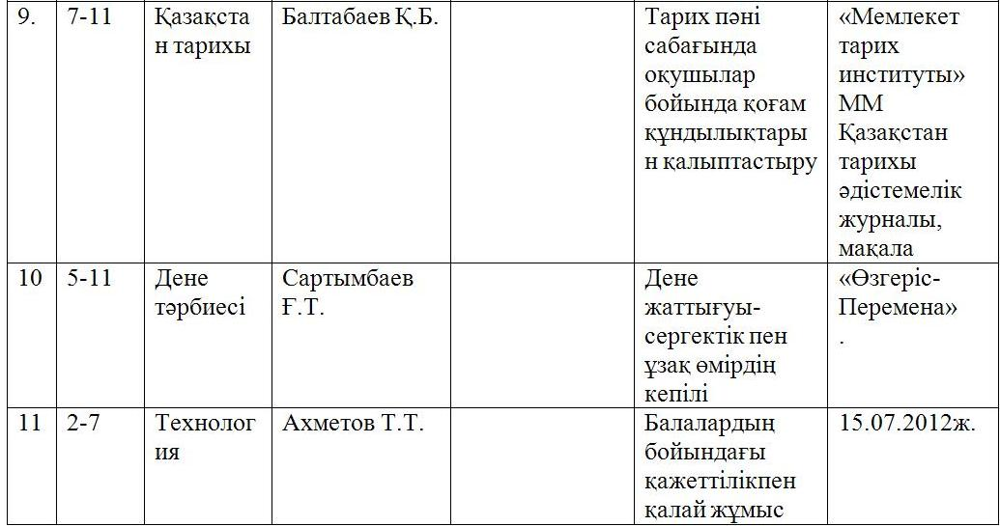 9.
7-11
Қазақста
н тарихы
Балтабаев Қ.Б.
Тарих пәні
сабағында
оқушылар
бойында қоғам
құндылықтары
н қалыптастыру
«Мемлекет
тарих
институты»
ММ
Қазақстан
тарихы
әдістемелік
журналы,
мақала
10
5-11
Дене
тәрбиесі
Сартымбаев
Ғ.Т.
Дене
жаттығуы-
сергектік пен
ұзақ өмірдің
кепілі
«Өзгеріс-
Перемена»
.
11
2-7
Технолог
ия
Ахметов Т.Т.
Балалардың
бойындағы
қажеттілікпен
қалай жұмыс
15.07.2012ж.